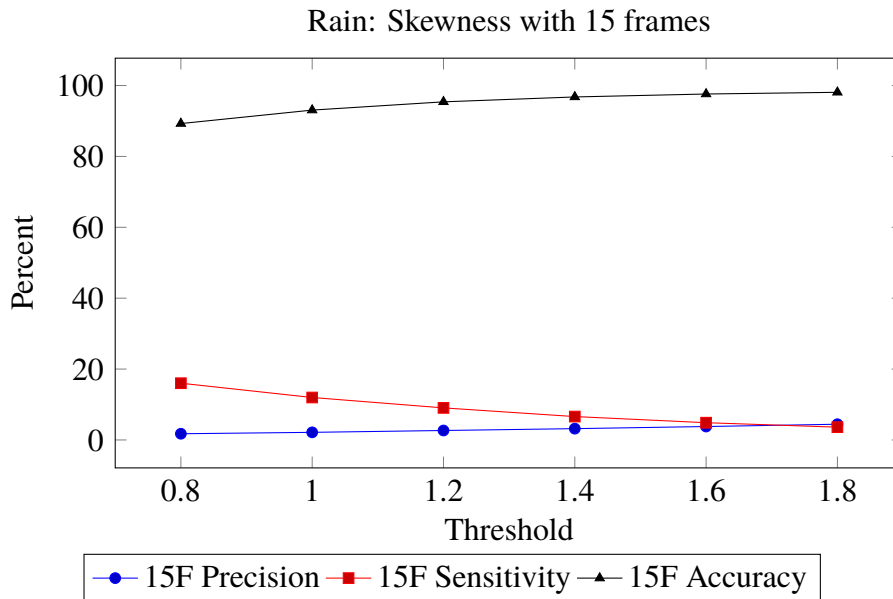 Rain: Skewness with 15 frames
100
80
60
40
20
0
Percent
0.8 1 1.2 1.4 1.6 1.8
Threshold
15F Precision 15F Sensitivity 15F Accuracy